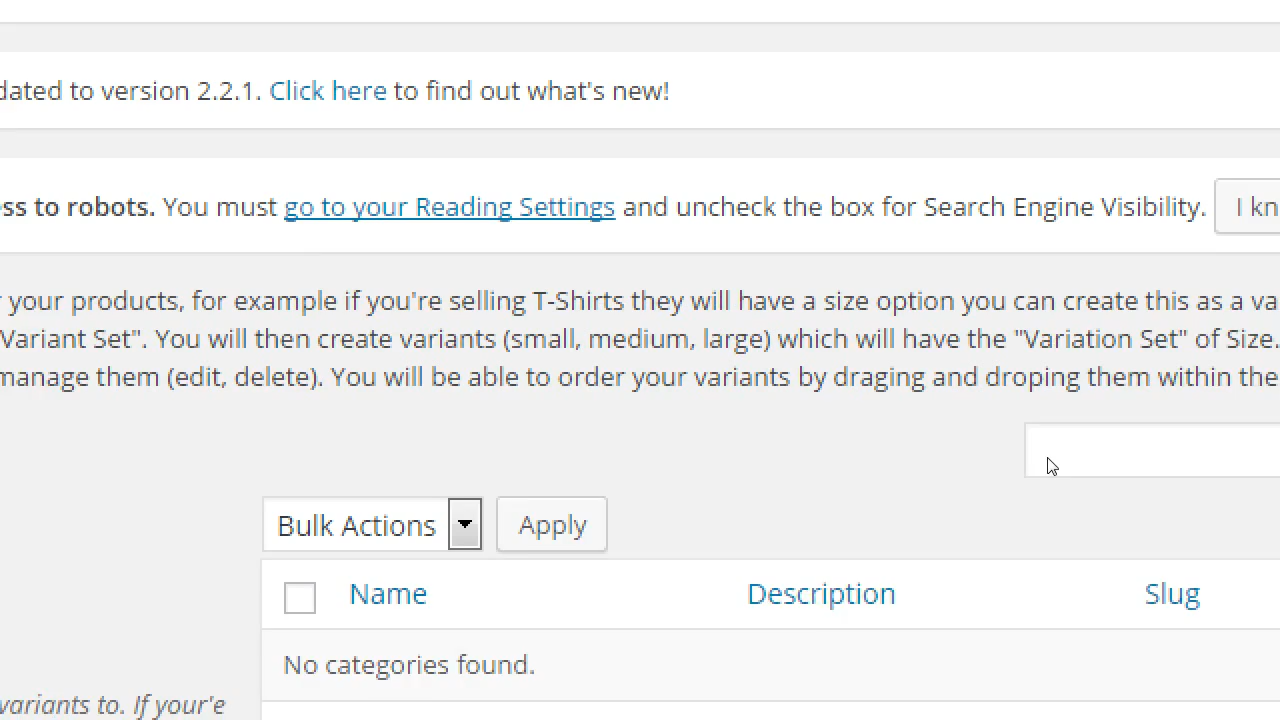 dated to version 2.2.1. Click here to find out what's new!
ss to robots. You must go to your Reading Settings and uncheck the box for Search Engine Visibility. I kn
your products, for example if you're selling T-Shirts they will have a size option you can create this as a va
"Variant Set". You will then create variants (small, medium, large) which will have the "Variation Set" of Size.
manage them (edit, delete). You will be able to order your variants by draging and droping them within the
Bulk Actions Apply
Name Description Slug
No categories found.
variants to. If your'e